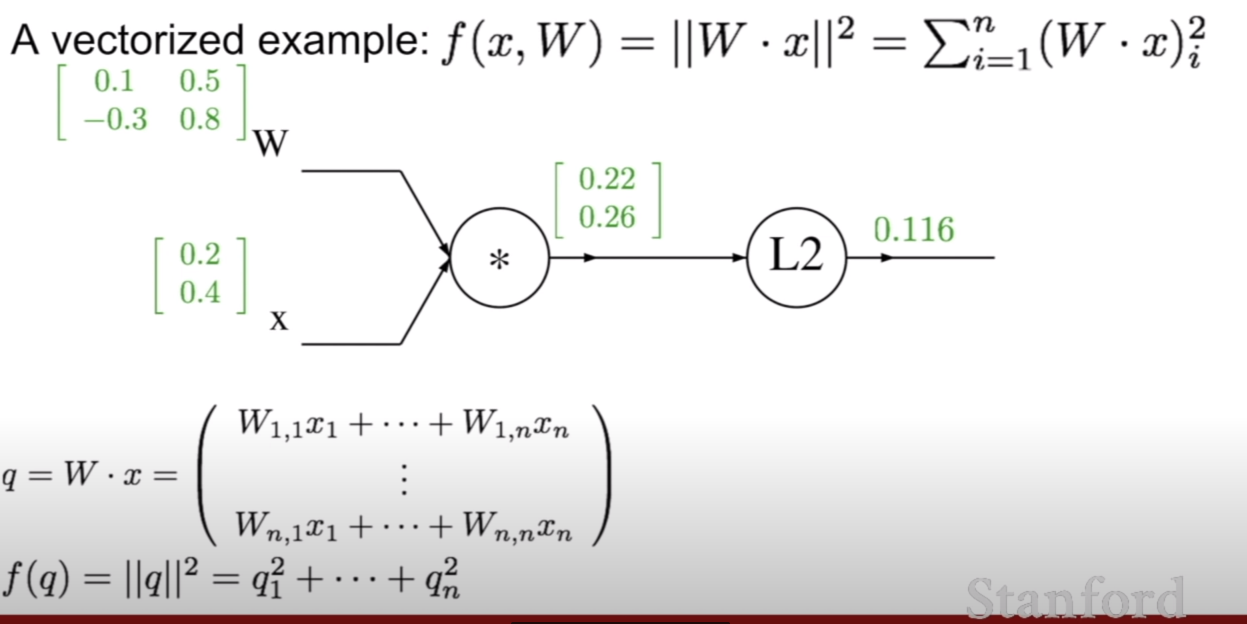 A vectorized example: f(x, W) = ||W · x||² = ∑ⁿᵢ₌₁(W · x)²ᵢ
[ 0.1 0.5
−0.3 0.8 ]
W
[ 0.22
0.26 ]
* L2 0.116
[ 0.2
0.4 ]
x
q = W · x = ( W₁,₁x₁ + ··· + W₁,ₙxₙ
⋮
Wₙ,₁x₁ + ··· + Wₙ,ₙxₙ )
f(q) = ||q||² = q₁² + ··· + qₙ²
Stanford